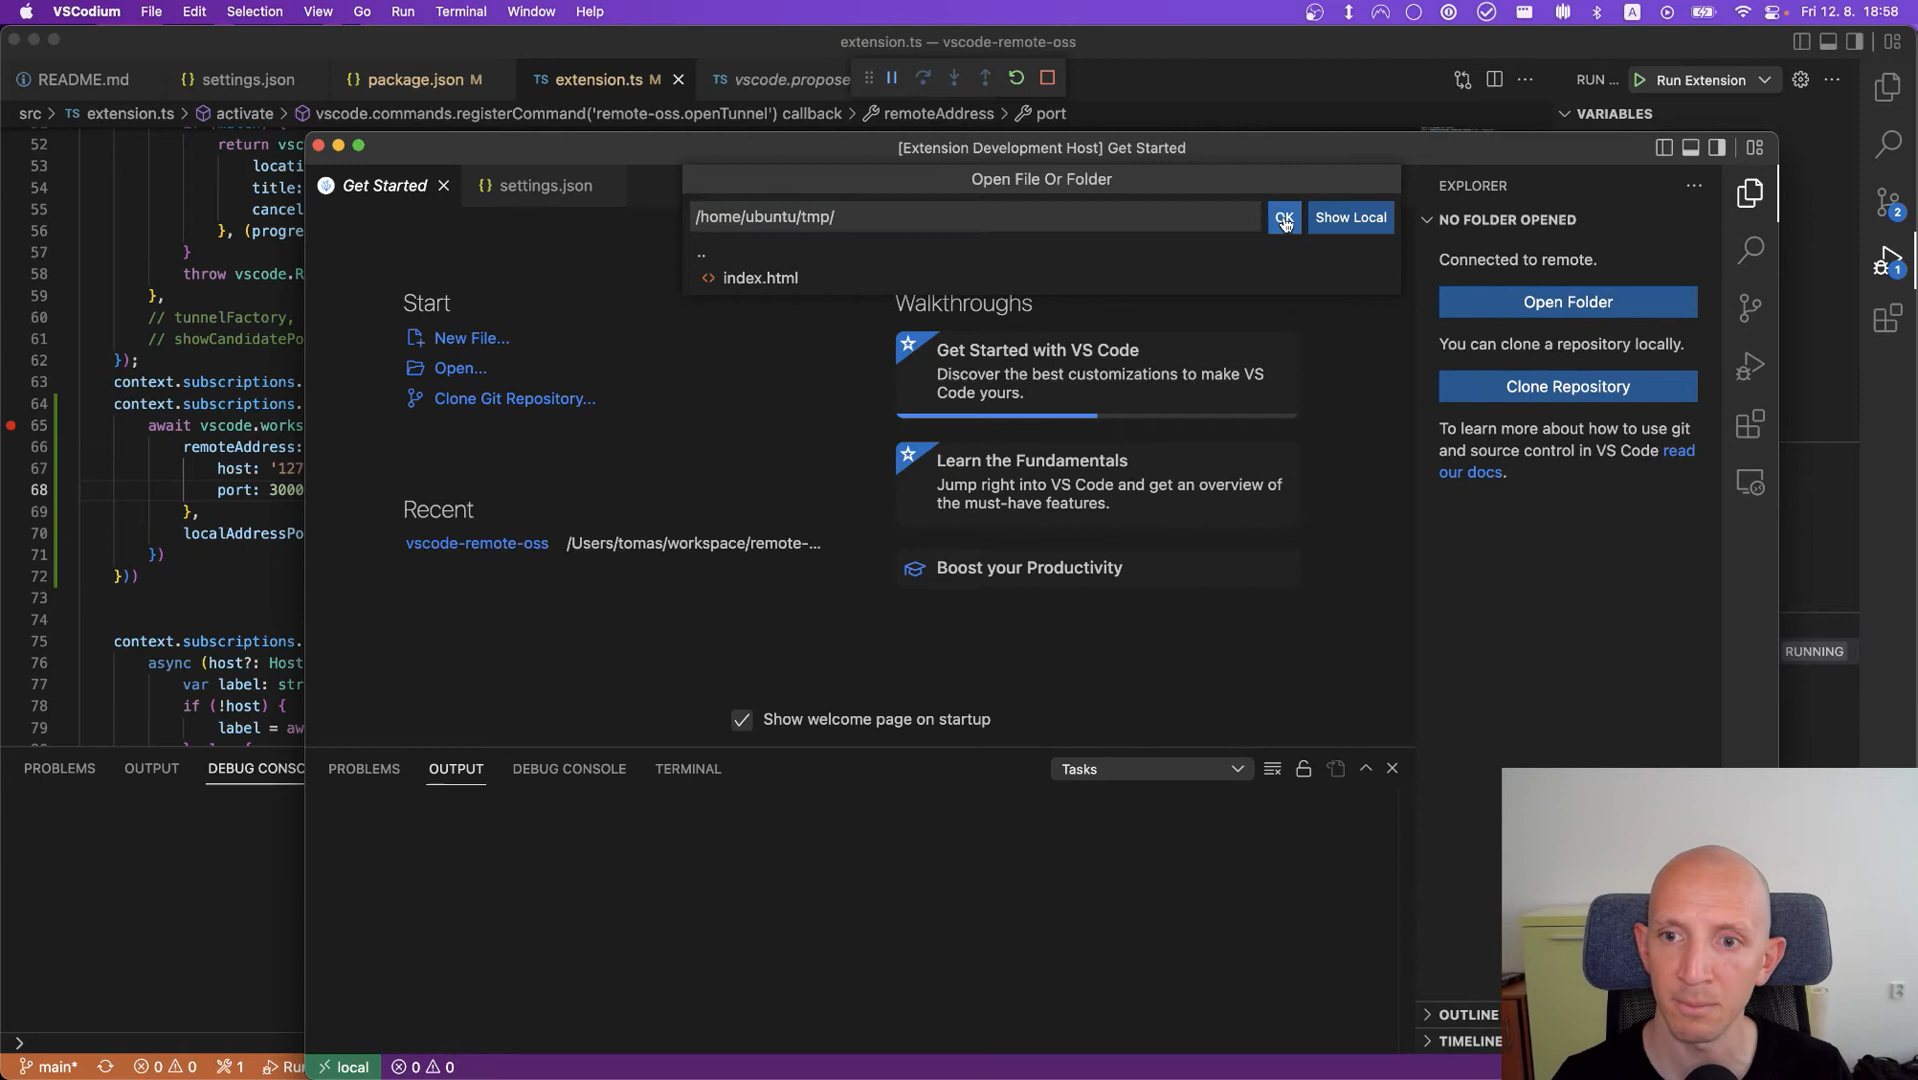 VSCodium File Edit Selection View Go Run Terminal Window Help
A
Fri 12. 8. 18:58
extension.ts — vscode-remote-oss
README.md
{} settings.json
{} package.json M
TS extension.ts M
TS vscode.propose
RUN ...
Run Extension
src > TS extension.ts > activate > vscode.commands.registerCommand('remote-oss.openTunnel') callback > remoteAddress > port
VARIABLES
52
53
54
55
56
57
58
59
60
61
62
63
64
65
66
67
68
69
70
71
72
73
74
75
76
77
78
79
return vsc
locati
title:
cancel
}, (progre
}
throw vscode.R
},
// tunnelFactory,
// showCandidatePo
});
context.subscriptions.
context.subscriptions.
await vscode.works
remoteAddress:
host: '127
port: 3000
},
localAddressPo
})
}))
context.subscriptions.
async (host?: Host
var label: str
if (!host) {
label = aw
PROBLEMS
OUTPUT
DEBUG CONSO
main*
0 0
1
Ru
[Extension Development Host] Get Started
Get Started
{} settings.json
Open File Or Folder
/home/ubuntu/tmp/
OK
Show Local
..
index.html
Start
New File...
Open...
Clone Git Repository...
Recent
vscode-remote-oss /Users/tomas/workspace/remote-...
Walkthroughs
Get Started with VS Code
Discover the best customizations to make VS
Code yours.
Learn the Fundamentals
Jump right into VS Code and get an overview of
the must-have features.
Boost your Productivity
Show welcome page on startup
PROBLEMS
OUTPUT
DEBUG CONSOLE
TERMINAL
Tasks
local
0 0
EXPLORER
NO FOLDER OPENED
Connected to remote.
Open Folder
You can clone a repository locally.
Clone Repository
To learn more about how to use git
and source control in VS Code read
our docs.
OUTLINE
TIMELINE
2
1
RUNNING